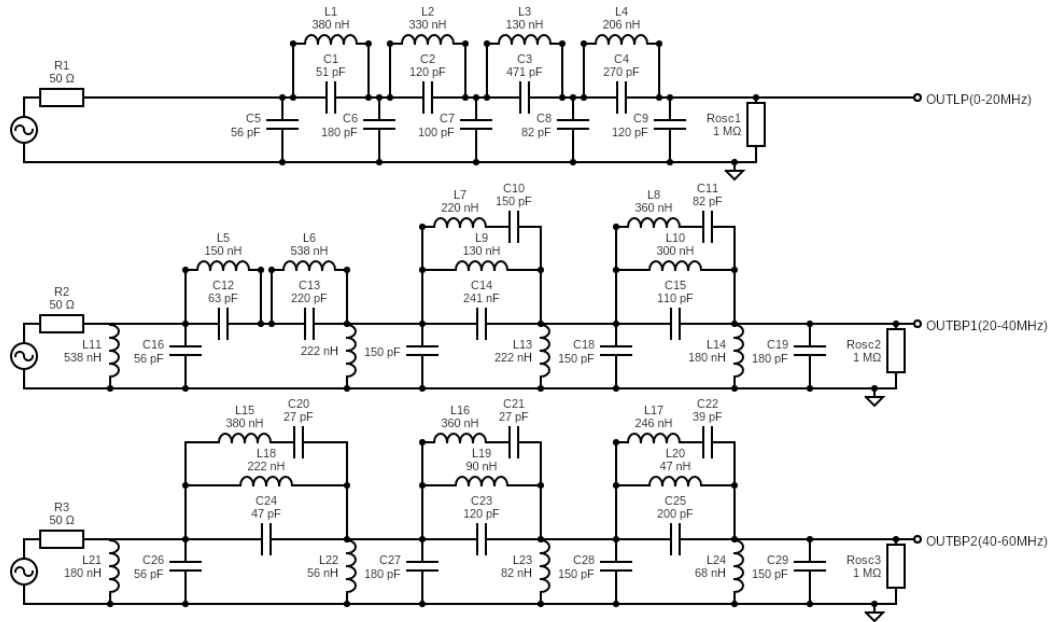 L1
380 nH
L2
330 nH
L3
130 nH
L4
206 nH
R1
50 Ω
C1
51 pF
C2
120 pF
C3
471 pF
C4
270 pF
C5
56 pF
C6
180 pF
C7
100 pF
C8
82 pF
C9
120 pF
Rosc1
1 MΩ
OUTLP(0-20MHz)
L7
220 nH
C10
150 pF
L8
360 nH
C11
82 pF
L5
150 nH
L6
538 nH
L9
130 nH
L10
300 nH
R2
50 Ω
C12
63 pF
C13
220 pF
C14
241 nF
C15
110 pF
L11
538 nH
C16
56 pF
222 nH
150 pF
L13
222 nH
C18
150 pF
L14
180 nH
C19
180 pF
Rosc2
1 MΩ
OUTBP1(20-40MHz)
L15
380 nH
C20
27 pF
L16
360 nH
C21
27 pF
L17
246 nH
C22
39 pF
L18
222 nH
L19
90 nH
L20
47 nH
R3
50 Ω
C24
47 pF
C23
120 pF
C25
200 pF
L21
180 nH
C26
56 pF
L22
56 nH
C27
180 pF
L23
82 nH
C28
150 pF
L24
68 nH
C29
150 pF
Rosc3
1 MΩ
OUTBP2(40-60MHz)